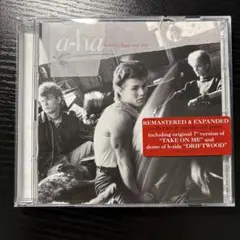 a-ha
REMASTERED & EXPANDED
including original 7" version of
"TAKE ON ME" and
demo of b-side "DRIFTWOOD"